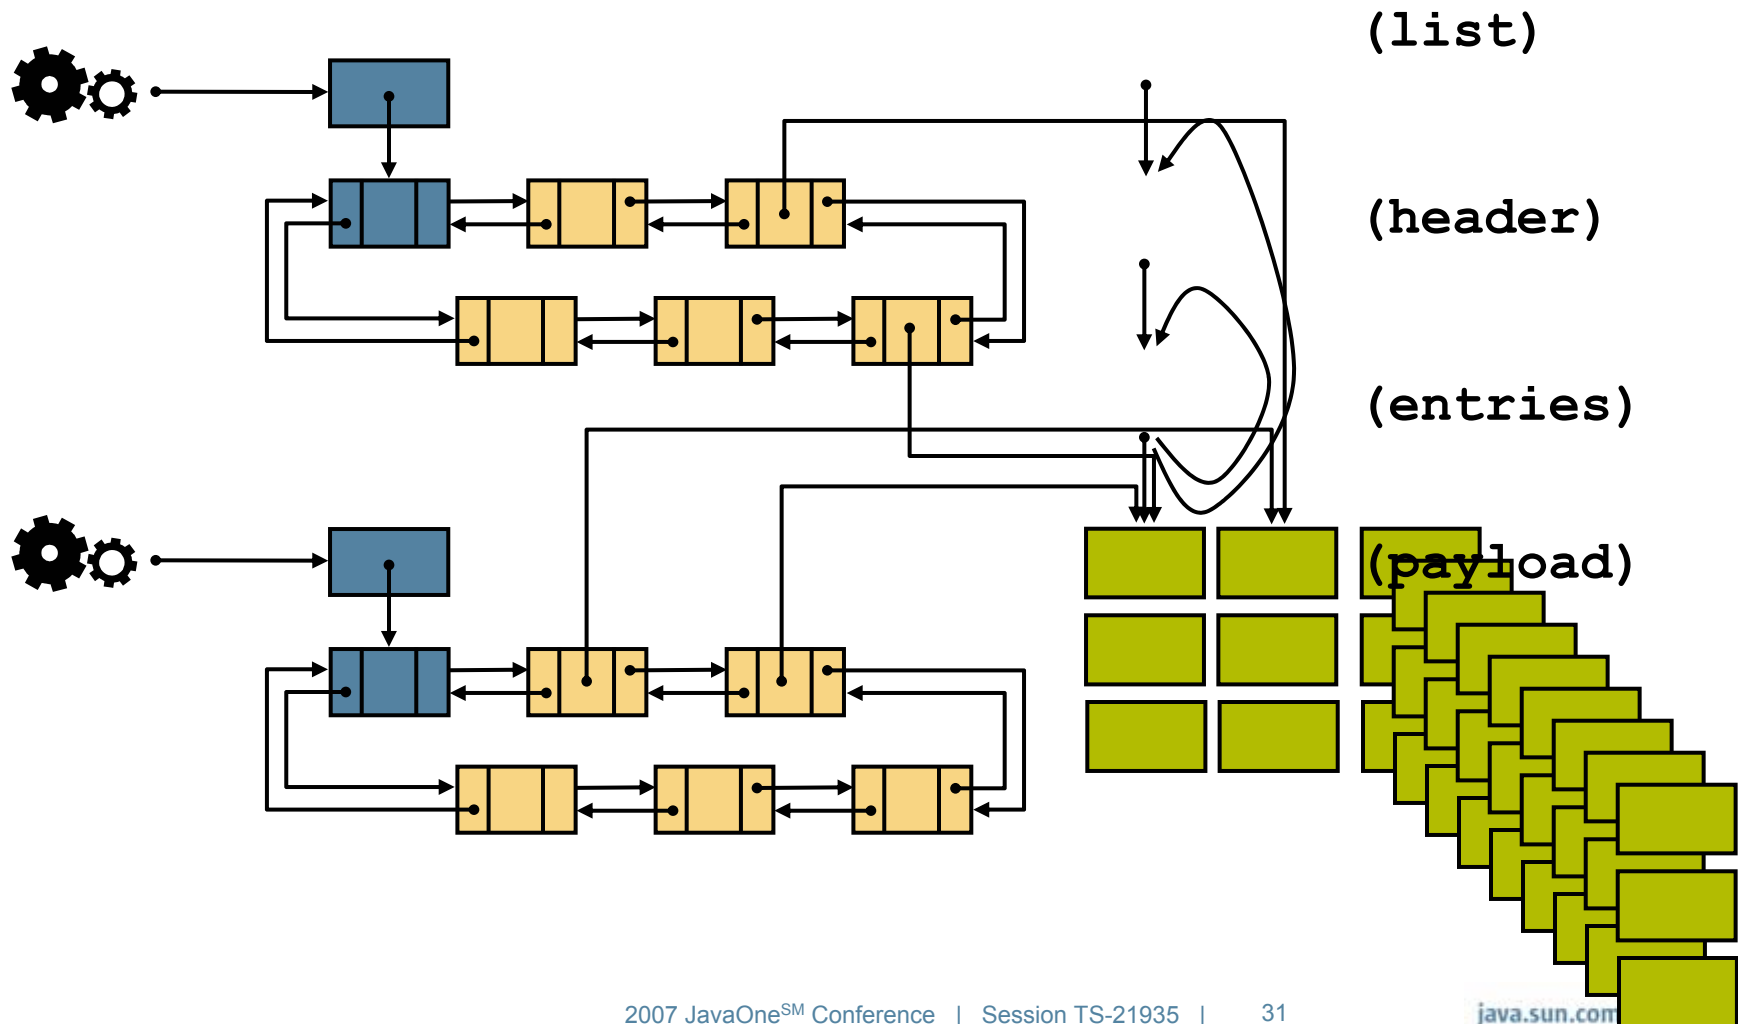 (list)
(header)
(entries)
(payload)
2007 JavaOneSM Conference | Session TS-21935 | 31
java.sun.com